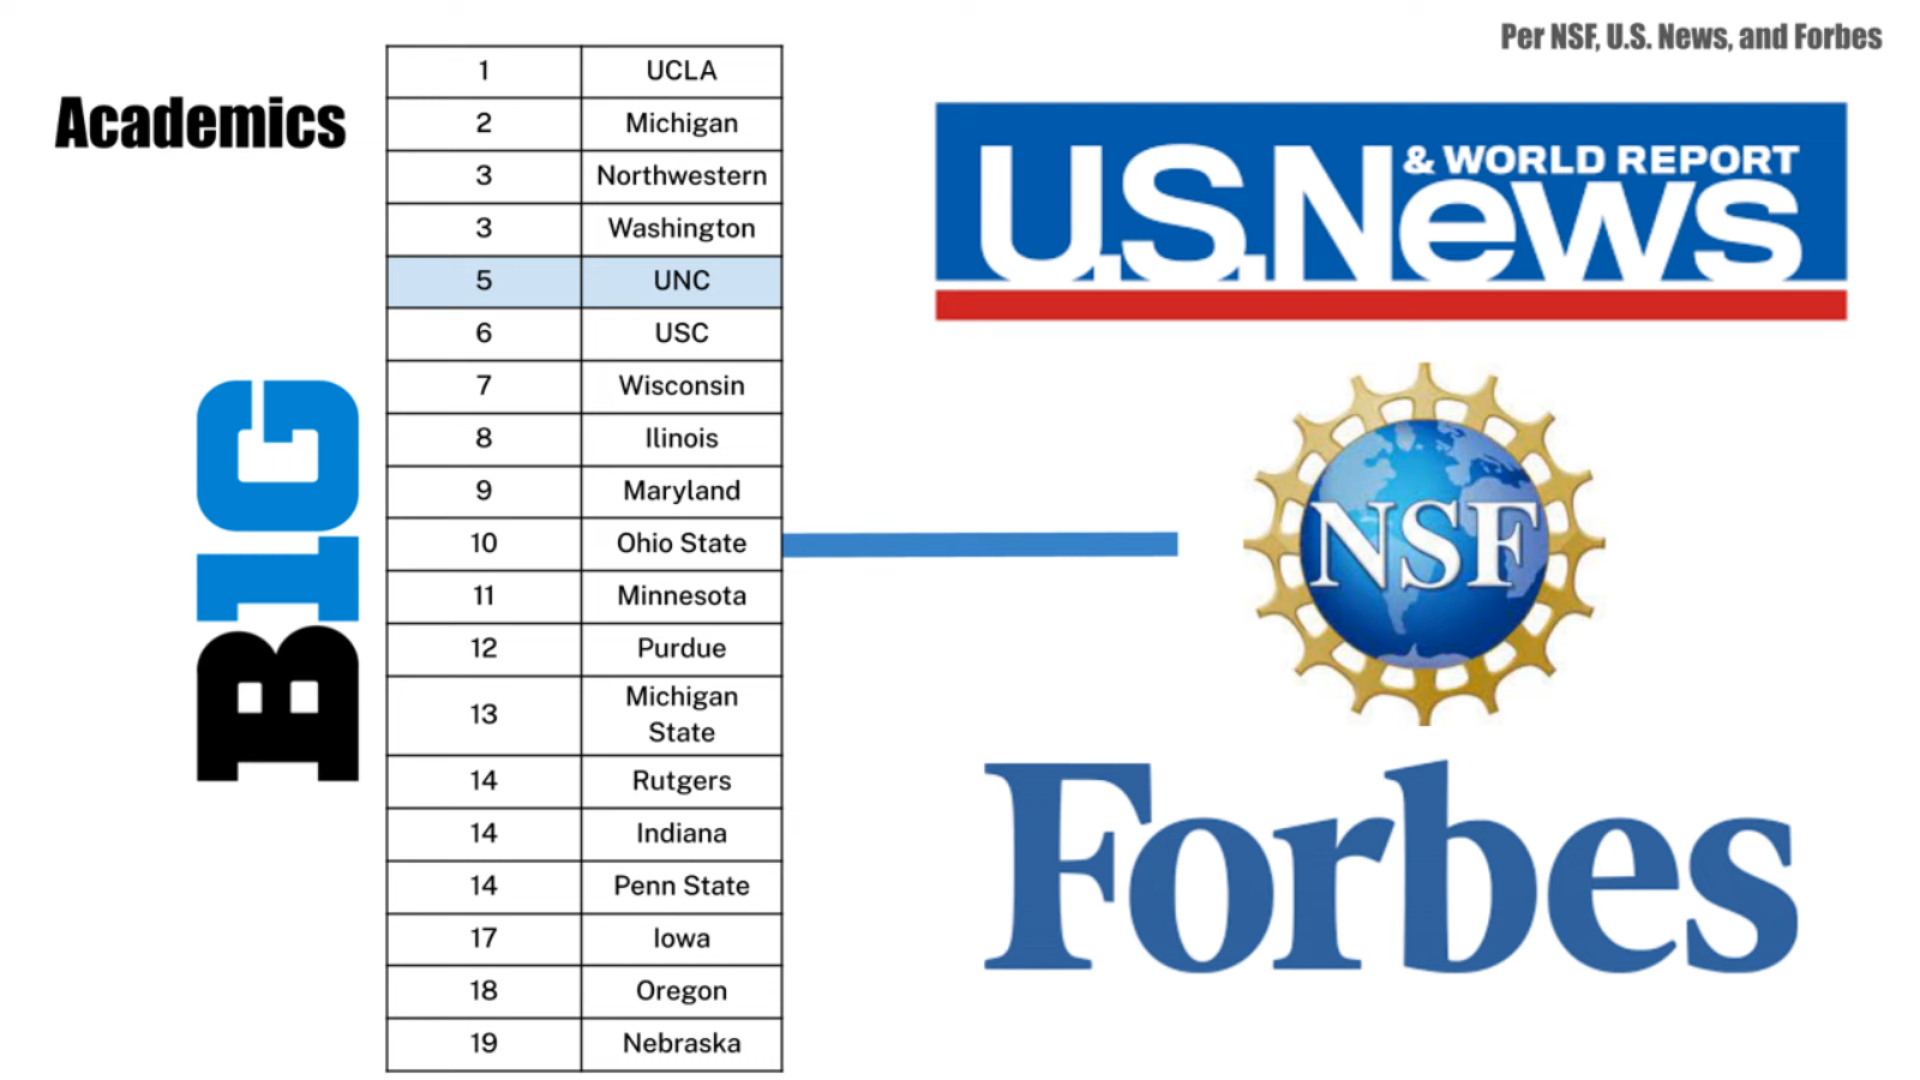 Per NSF, U.S. News, and Forbes
Academics
B1G
1 UCLA
2 Michigan
3 Northwestern
3 Washington
5 UNC
6 USC
7 Wisconsin
8 Ilinois
9 Maryland
10 Ohio State
11 Minnesota
12 Purdue
13 Michigan
State
14 Rutgers
14 Indiana
14 Penn State
17 Iowa
18 Oregon
19 Nebraska
U.S.News
& WORLD REPORT
NSF
Forbes